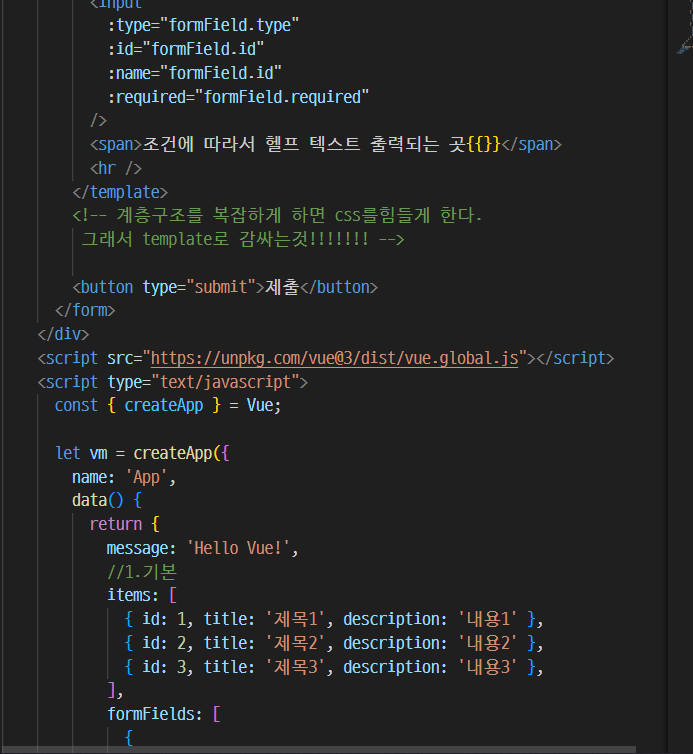 <input
:type="formField.type"
:id="formField.id"
:name="formField.id"
:required="formField.required"
/>
<span>조건에 따라서 헬프 텍스트 출력되는 곳{{}}</span>
<hr />
</template>
<!-- 계층구조를 복잡하게 하면 css를힘들게 한다.
그래서 template로 감싸는것!!!!!!! -->
<button type="submit">제출</button>
</form>
</div>
<script src="https://unpkg.com/vue@3/dist/vue.global.js"></script>
<script type="text/javascript">
const { createApp } = Vue;
let vm = createApp({
name: 'App',
data() {
return {
message: 'Hello Vue!',
//1.기본
items: [
{ id: 1, title: '제목1', description: '내용1' },
{ id: 2, title: '제목2', description: '내용2' },
{ id: 3, title: '제목3', description: '내용3' },
],
formFields: [
{